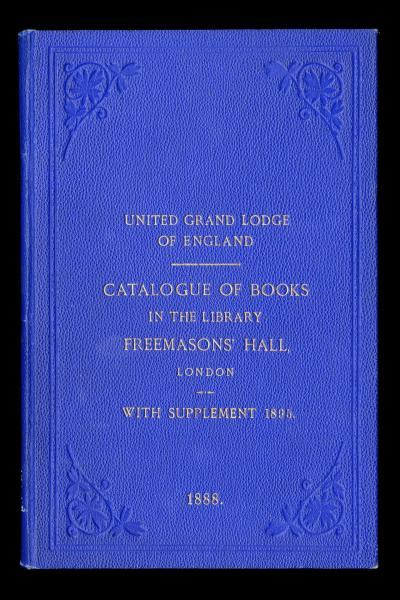 UNITED GRAND LODGE
OF ENGLAND
CATALOGUE OF BOOKS
IN THE LIBRARY
FREEMASONS' HALL,
LONDON
WITH SUPPLEMENT 1895.
1888.